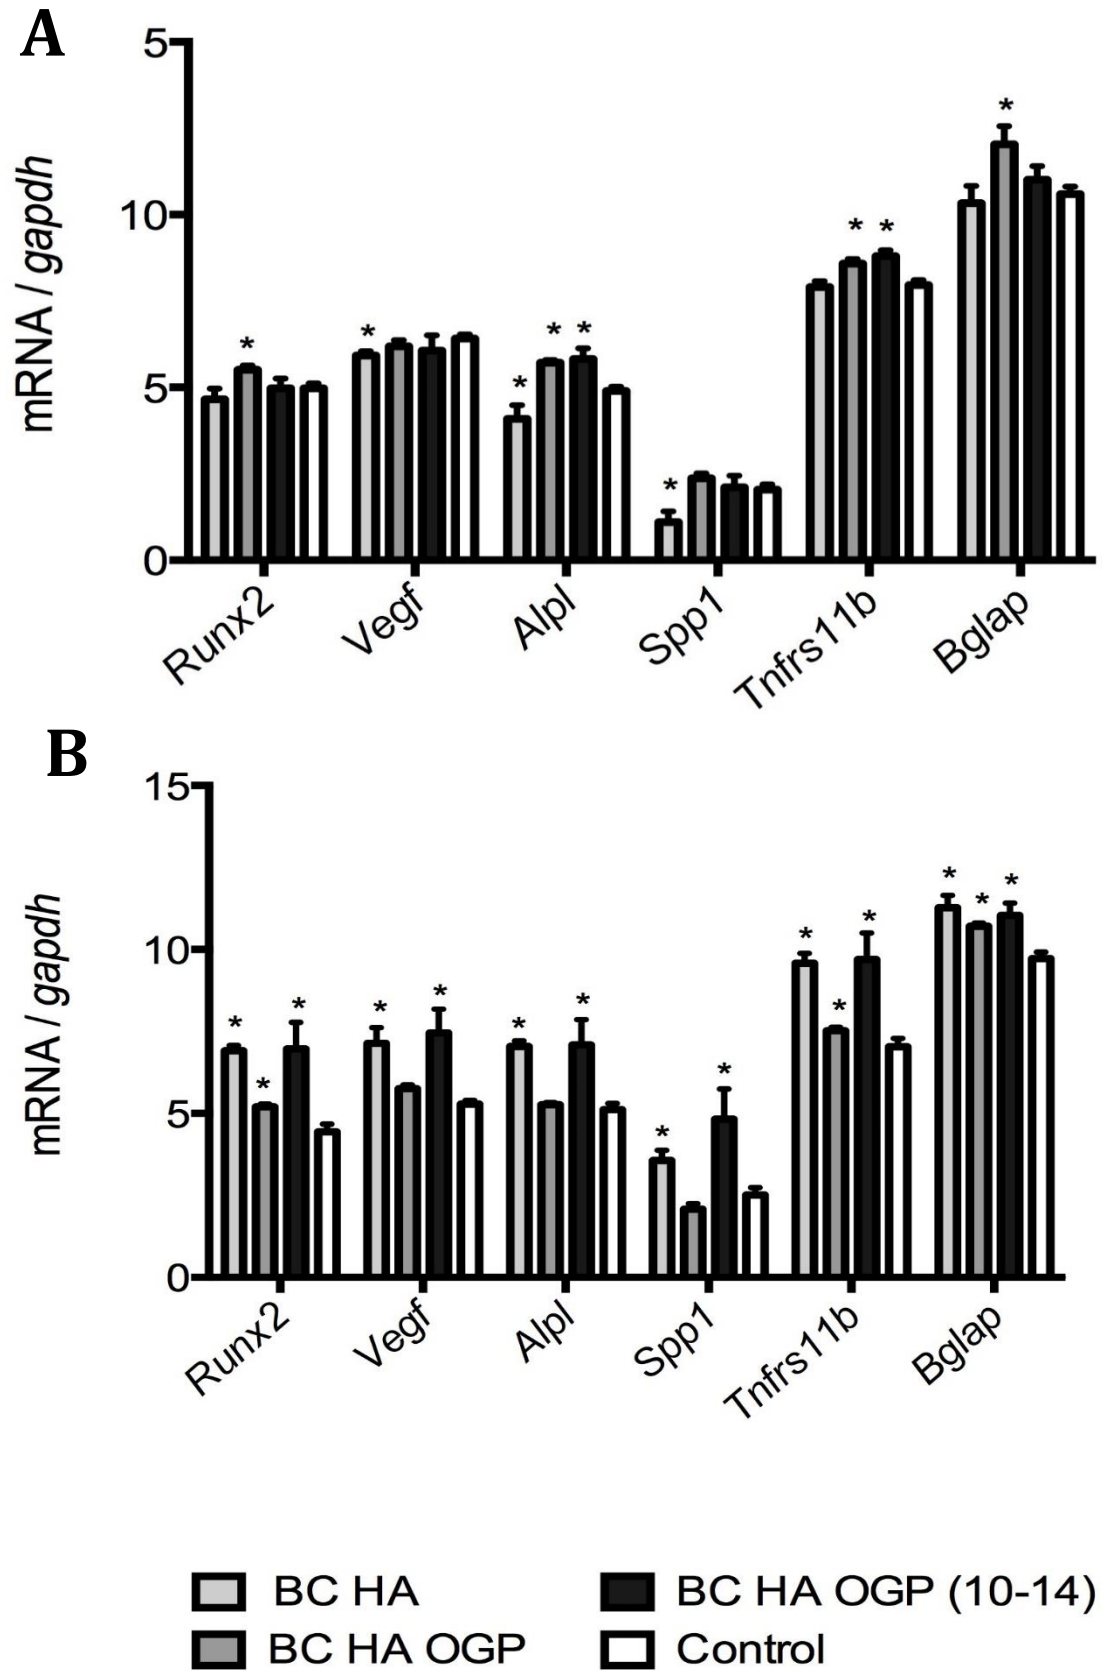 A
5
10
5
0
mRNA / gapdh
* * * * * * * * *
Runx2 Vegf Alpl Spp1 Tnfrs11b Bglap
B
15
10
5
0
mRNA / gapdh
* * * * * * * * * * * * * * *
Runx2 Vegf Alpl Spp1 Tnfrs11b Bglap
BC HA
BC HA OGP (10-14)
BC HA OGP
Control